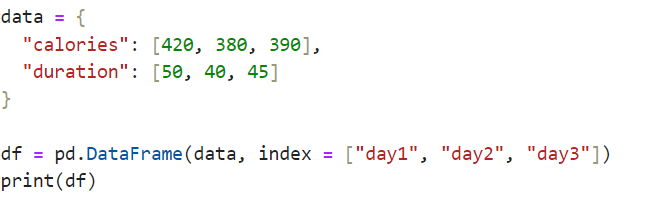 data = {
  "calories": [420, 380, 390],
  "duration": [50, 40, 45]
}
df = pd.DataFrame(data, index = ["day1", "day2", "day3"])
print(df)